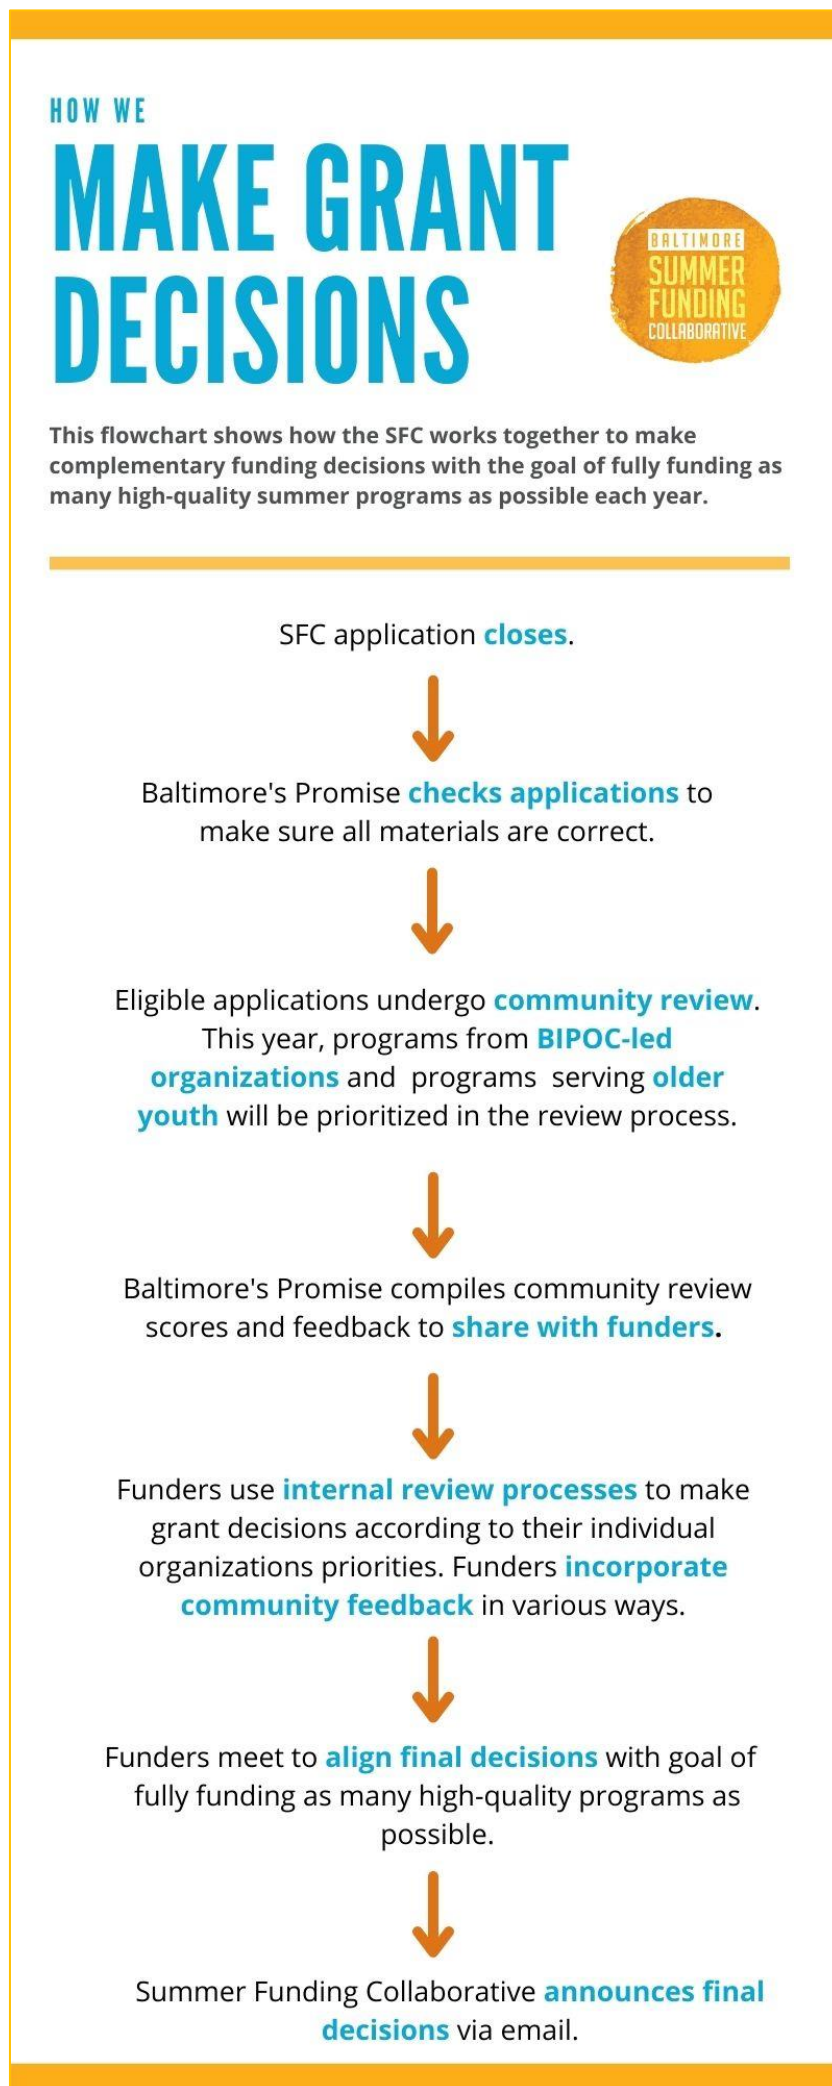 HOW WE
MAKE GRANT
DECISIONS
BALTIMORE
SUMMER
FUNDING
COLLABORATIVE
This flowchart shows how the SFC works together to make
complementary funding decisions with the goal of fully funding as
many high-quality summer programs as possible each year.
SFC application closes.
Baltimore's Promise checks applications to
make sure all materials are correct.
Eligible applications undergo community review.
This year, programs from BIPOC-led
organizations and programs serving older
youth will be prioritized in the review process.
Baltimore's Promise compiles community review
scores and feedback to share with funders.
Funders use internal review processes to make
grant decisions according to their individual
organizations priorities. Funders incorporate
community feedback in various ways.
Funders meet to align final decisions with goal of
fully funding as many high-quality programs as
possible.
Summer Funding Collaborative announces final
decisions via email.